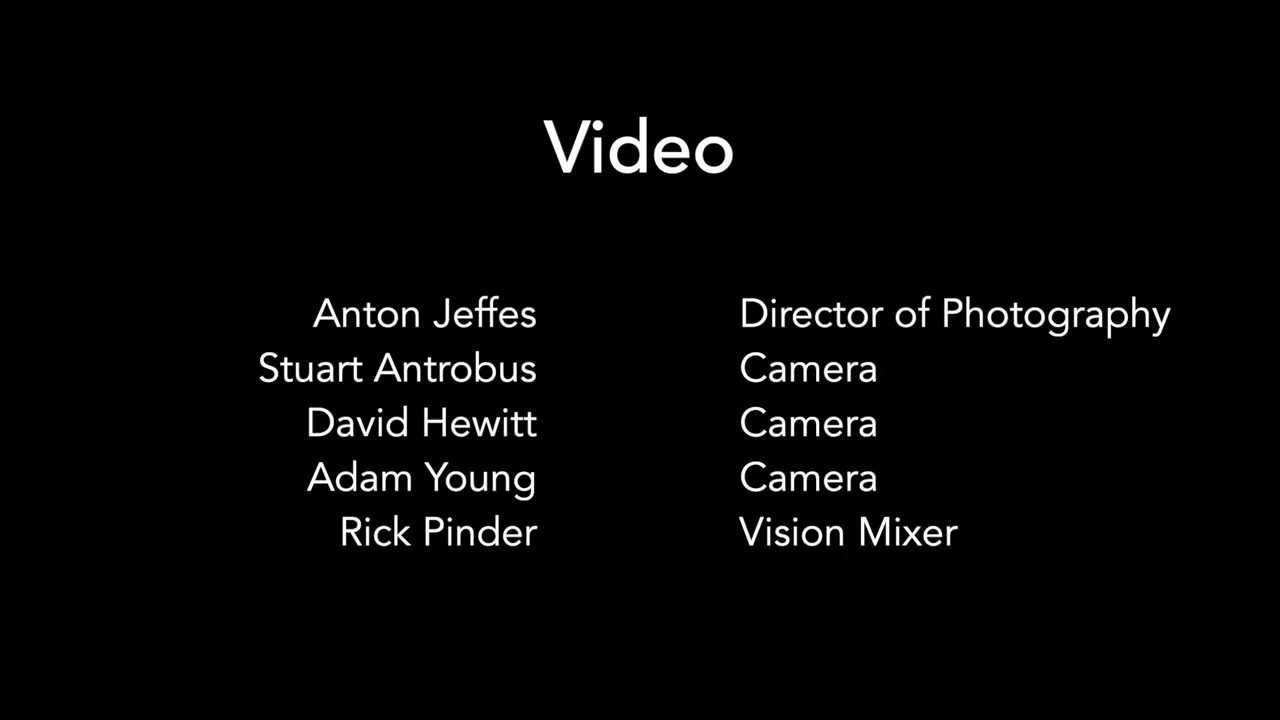 Video
Anton Jeffes Director of Photography
Stuart Antrobus Camera
David Hewitt Camera
Adam Young Camera
Rick Pinder Vision Mixer